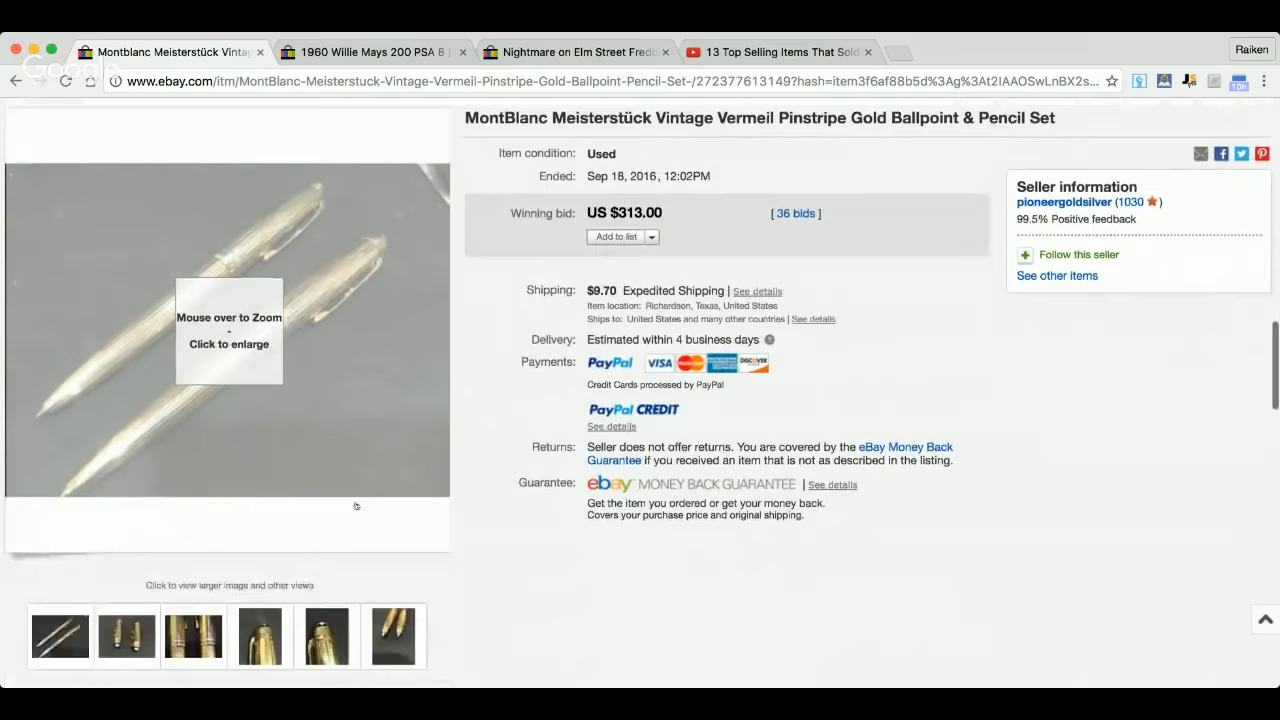 Montblanc Meisterstück Vinta
1960 Willie Mays 200 PSA 8
Nightmare on Elm Street Fredd
13 Top Selling Items That Sold
Raiken
Google
www.ebay.com/itm/MontBlanc-Meisterstuck-Vintage-Vermeil-Pinstripe-Gold-Ballpoint-Pencil-Set-/272377613149?hash=item3f6af88b5d%3Ag%3At2IAAOSwLnBX2s...
10h
MontBlanc Meisterstück Vintage Vermeil Pinstripe Gold Ballpoint & Pencil Set
Item condition: Used
Ended: Sep 18, 2016 , 12:02PM
Winning bid: US $313.00 [ 36 bids ]
Add to list
Shipping: $9.70 Expedited Shipping | See details
Item location: Richardson, Texas, United States
Ships to: United States and many other countries | See details
Delivery: Estimated within 4 business days
Payments: PayPal VISA MasterCard AMERICAN EXPRESS DISCOVER
Credit Cards processed by PayPal
PayPal CREDIT
See details
Returns: Seller does not offer returns. You are covered by the eBay Money Back
Guarantee if you received an item that is not as described in the listing.
Guarantee: ebay MONEY BACK GUARANTEE | See details
Get the item you ordered or get your money back.
Covers your purchase price and original shipping.
Seller information
pioneergoldsilver (1030 )
99.5% Positive feedback
Follow this seller
See other items
Mouse over to Zoom
-
Click to enlarge
Click to view larger image and other views